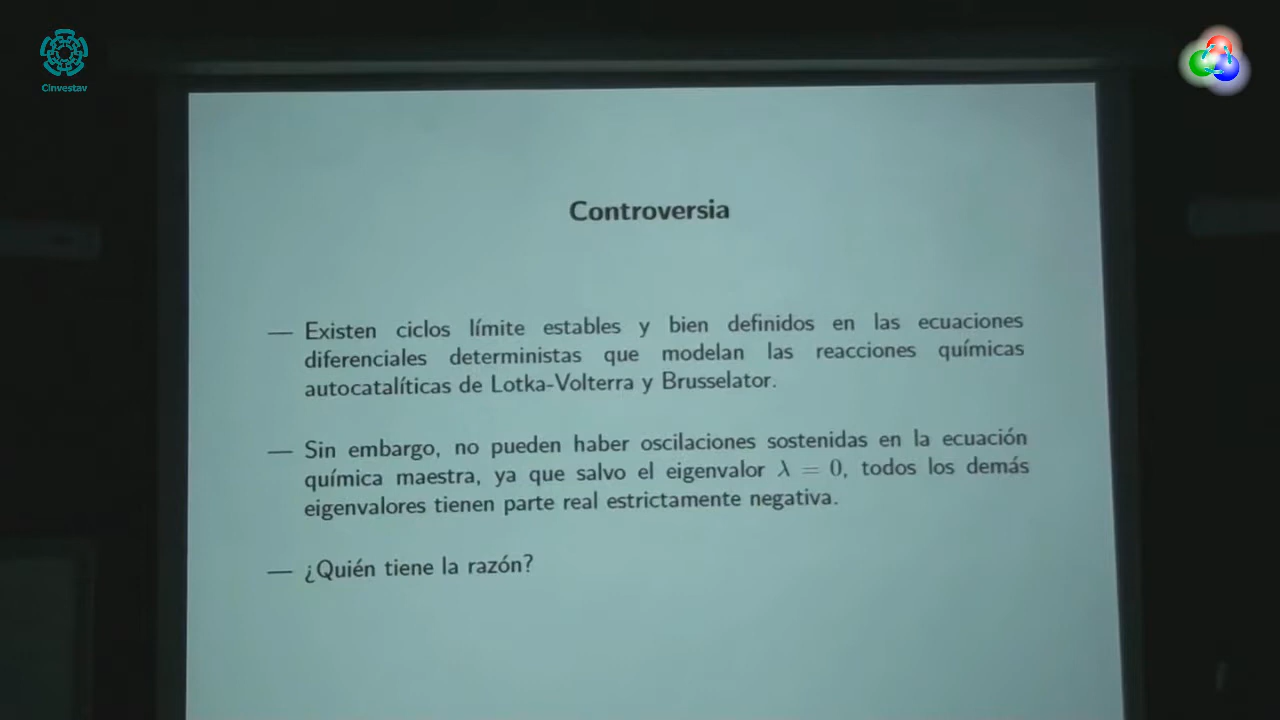 Cinvestav
Controversia
— Existen ciclos límite estables y bien definidos en las ecuaciones
diferenciales deterministas que modelan las reacciones químicas
autocatalíticas de Lotka-Volterra y Brusselator.
— Sin embargo, no pueden haber oscilaciones sostenidas en la ecuación
química maestra, ya que salvo el eigenvalor λ = 0, todos los demás
eigenvalores tienen parte real estrictamente negativa.
— ¿Quién tiene la razón?